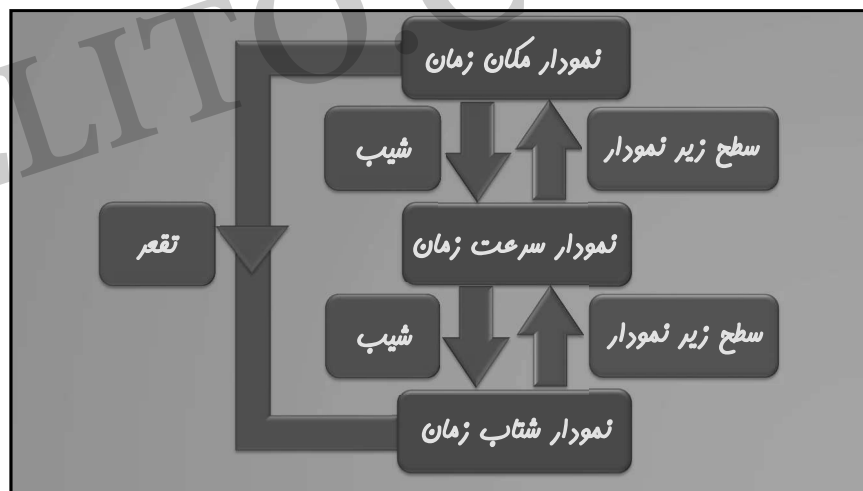 نمودار مکان زمان
سطح زیر نمودار
شیب
نمودار سرعت زمان
تقعر
سطح زیر نمودار
شیب
نمودار شتاب زمان